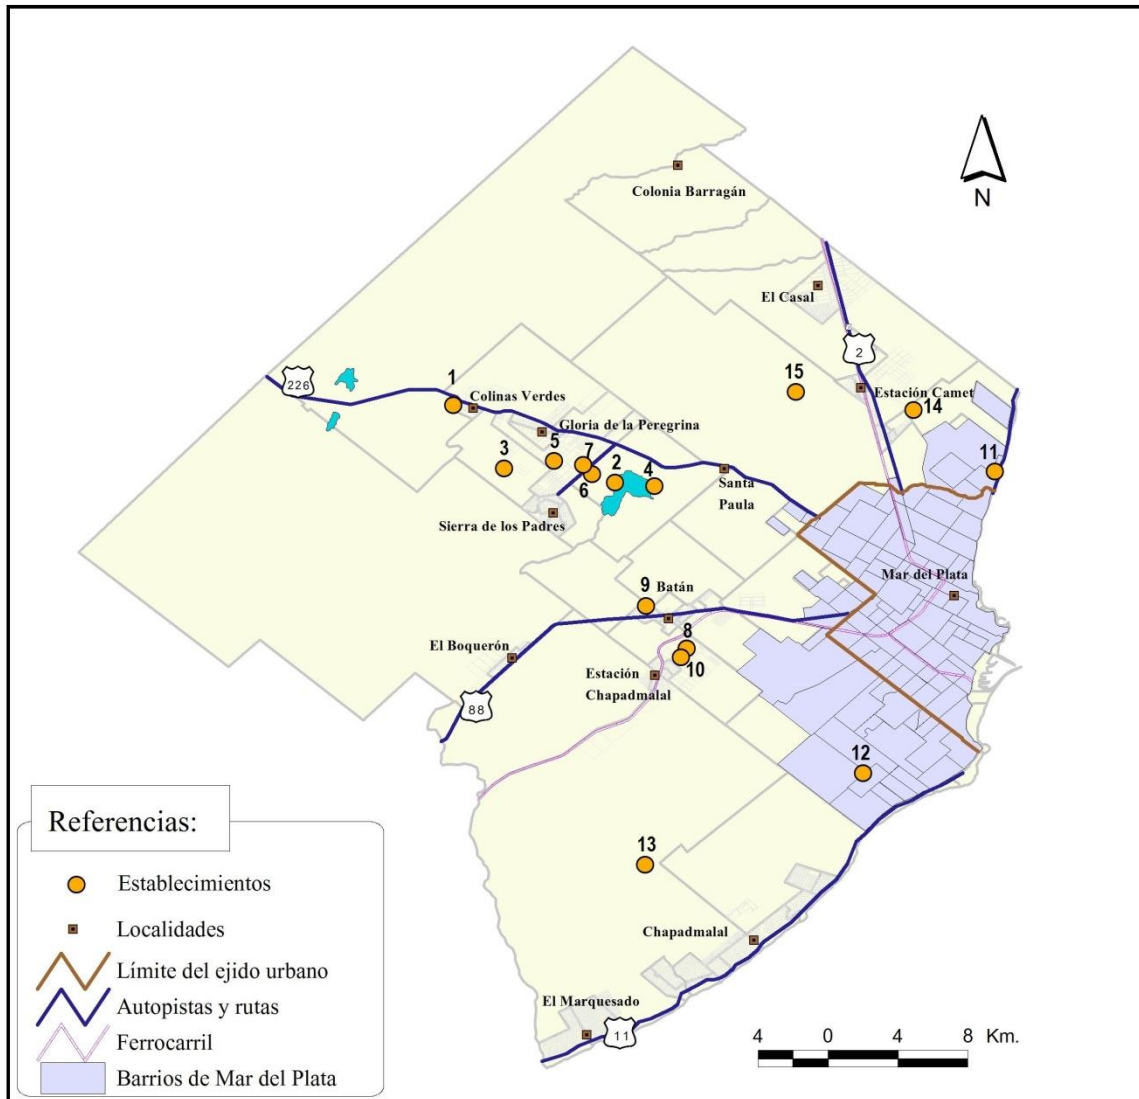 Colonia Barragán
N
El Casal
2
226
1
Colinas Verdes
15
Estación Camet
14
Gloria de la Peregrina
3
5
7
6
2
4
11
Santa
Paula
Sierra de los Padres
Mar del Plata
9
Batán
El Boquerón
8
10
Estación
Chapadmalal
88
12
13
Chapadmalal
El Marquesado
11
Referencias:
Establecimientos
Localidades
Límite del ejido urbano
Autopistas y rutas
Ferrocarril
Barrios de Mar del Plata
4 0 4 8 Km.